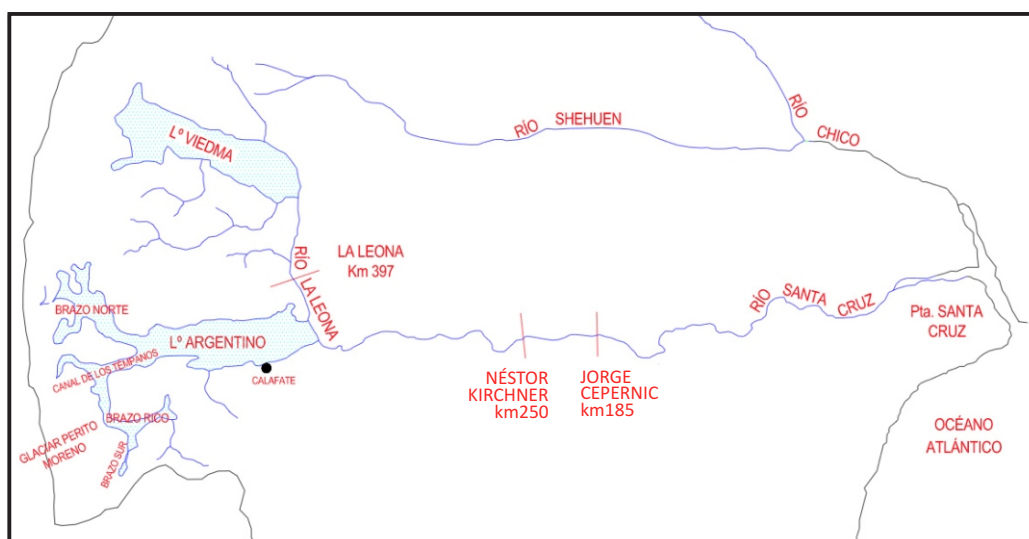 RÍO SHEHUEN
RÍO CHICO
Lº VIEDMA
RÍO LA LEONA
LA LEONA
Km 397
BRAZO NORTE
Lº ARGENTINO
CANAL DE LOS TÉMPANOS
CALAFATE
BRAZO RICO
GLACIAR PERITO
MORENO
BRAZO SUR
NÉSTOR
KIRCHNER
km250
JORGE
CEPERNIC
km185
RÍO SANTA CRUZ
Pta. SANTA
CRUZ
OCÉANO
ATLÁNTICO